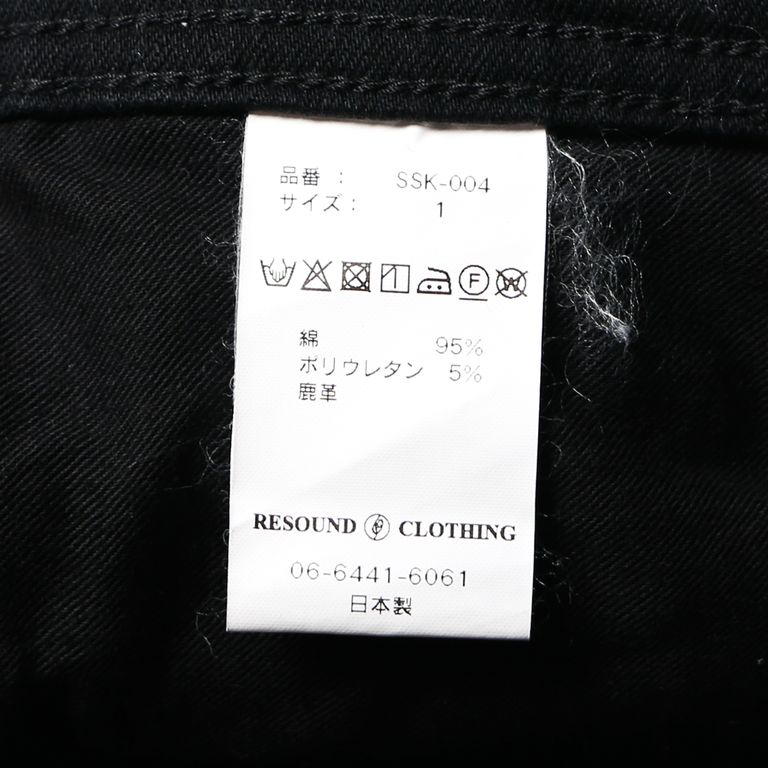 品番 : SSK-004
サイズ : 1
F W
綿 95%
ポリウレタン 5%
鹿革
RESOUND CLOTHING
06-6441-6061
日本製